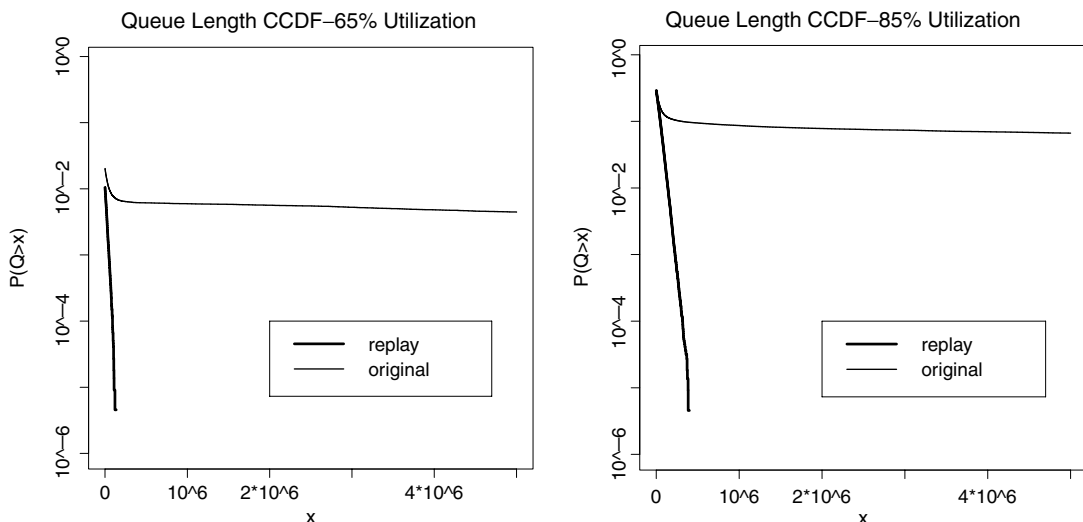 Queue Length CCDF–65% Utilization
P(Q>x)
10^0
10^−2
10^−4
10^−6
replay
original
0
10^6
2*10^6
4*10^6
x
Queue Length CCDF–85% Utilization
P(Q>x)
10^0
10^−2
10^−4
10^−6
replay
original
0
10^6
2*10^6
4*10^6
x